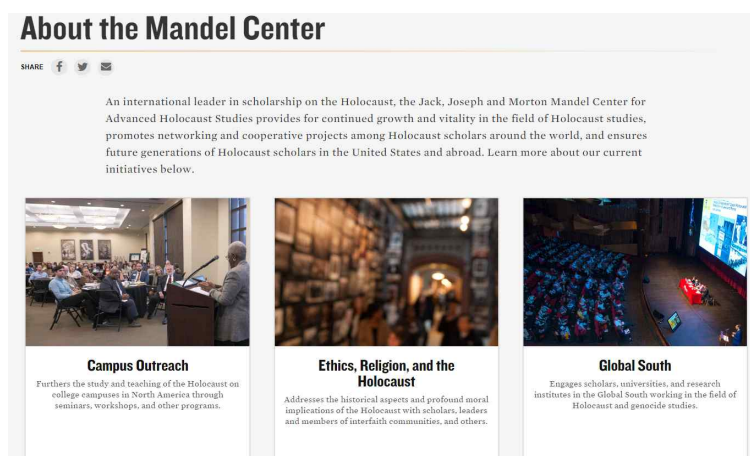 About the Mandel Center
SHARE
An international leader in scholarship on the Holocaust, the Jack, Joseph and Morton Mandel Center for
Advanced Holocaust Studies provides for continued growth and vitality in the field of Holocaust studies,
promotes networking and cooperative projects among Holocaust scholars around the world, and ensures
future generations of Holocaust scholars in the United States and abroad. Learn more about our current
initiatives below.
Campus Outreach
Furthers the study and teaching of the Holocaust on
college campuses in North America through
seminars, workshops, and other programs.
Ethics, Religion, and the
Holocaust
Addresses the historical aspects and profound moral
implications of the Holocaust with scholars, leaders
and members of interfaith communities, and others.
Global South
Engages scholars, universities, and research
institutes in the Global South working in the field of
Holocaust and genocide studies.